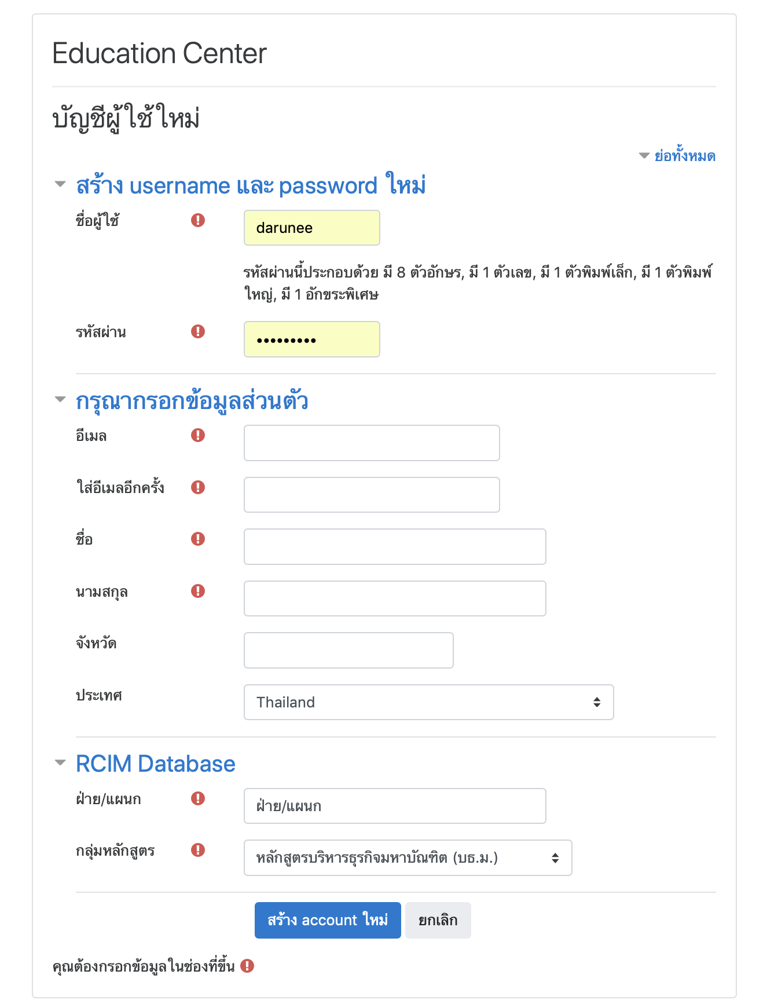 Education Center
บัญชีผู้ใช้ใหม่
ย่อทั้งหมด
สร้าง username และ password ใหม่
ชื่อผู้ใช้
darunee
รหัสผ่านนี้ประกอบด้วย มี 8 ตัวอักษร, มี 1 ตัวเลข, มี 1 ตัวพิมพ์เล็ก, มี 1 ตัวพิมพ์
ใหญ่, มี 1 อักขระพิเศษ
รหัสผ่าน
•••••••••
กรุณากรอกข้อมูลส่วนตัว
อีเมล
ใส่อีเมลอีกครั้ง
ชื่อ
นามสกุล
จังหวัด
ประเทศ
Thailand
RCIM Database
ฝ่าย/แผนก
ฝ่าย/แผนก
กลุ่มหลักสูตร
หลักสูตรบริหารธุรกิจมหาบัณฑิต (บธ.ม.)
สร้าง account ใหม่
ยกเลิก
คุณต้องกรอกข้อมูลในช่องที่ขึ้น